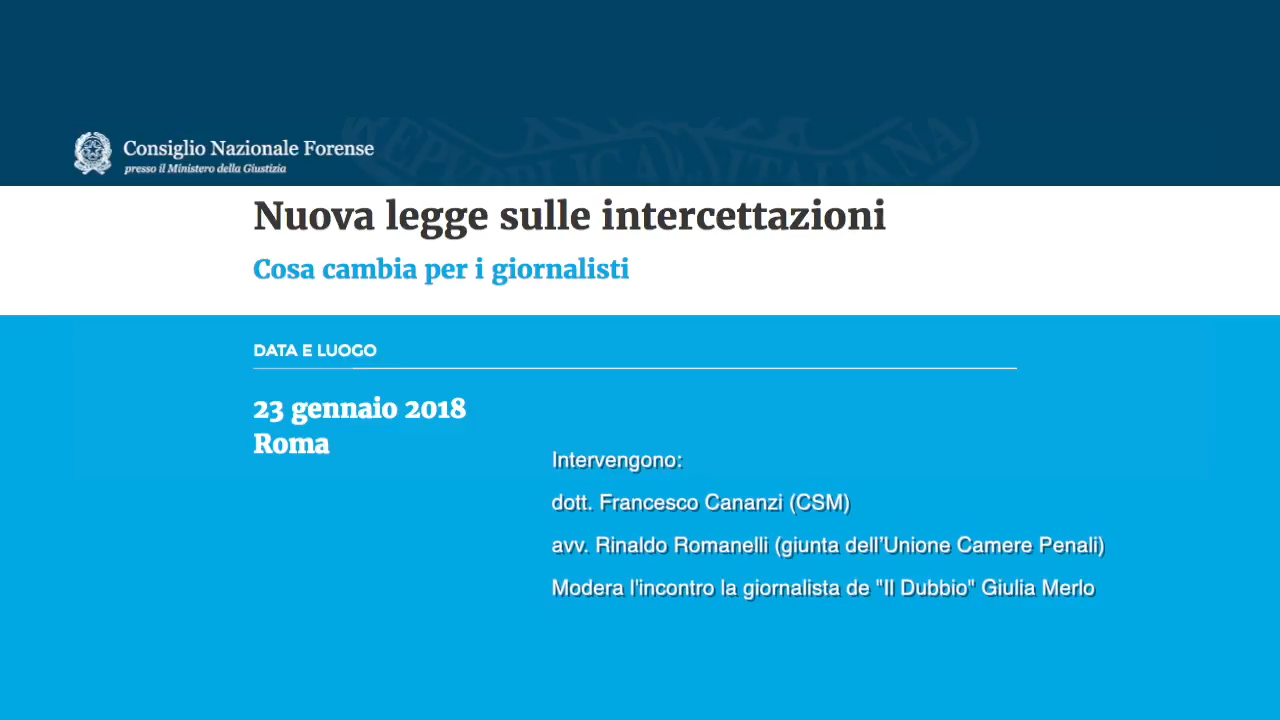 Consiglio Nazionale Forense
presso il Ministero della Giustizia
REPVBBLICA ITALIANA
Nuova legge sulle intercettazioni
Cosa cambia per i giornalisti
DATA E LUOGO
23 gennaio 2018
Roma
Intervengono:
dott. Francesco Cananzi (CSM)
avv. Rinaldo Romanelli (giunta dell'Unione Camere Penali)
Modera l'incontro la giornalista de "Il Dubbio" Giulia Merlo